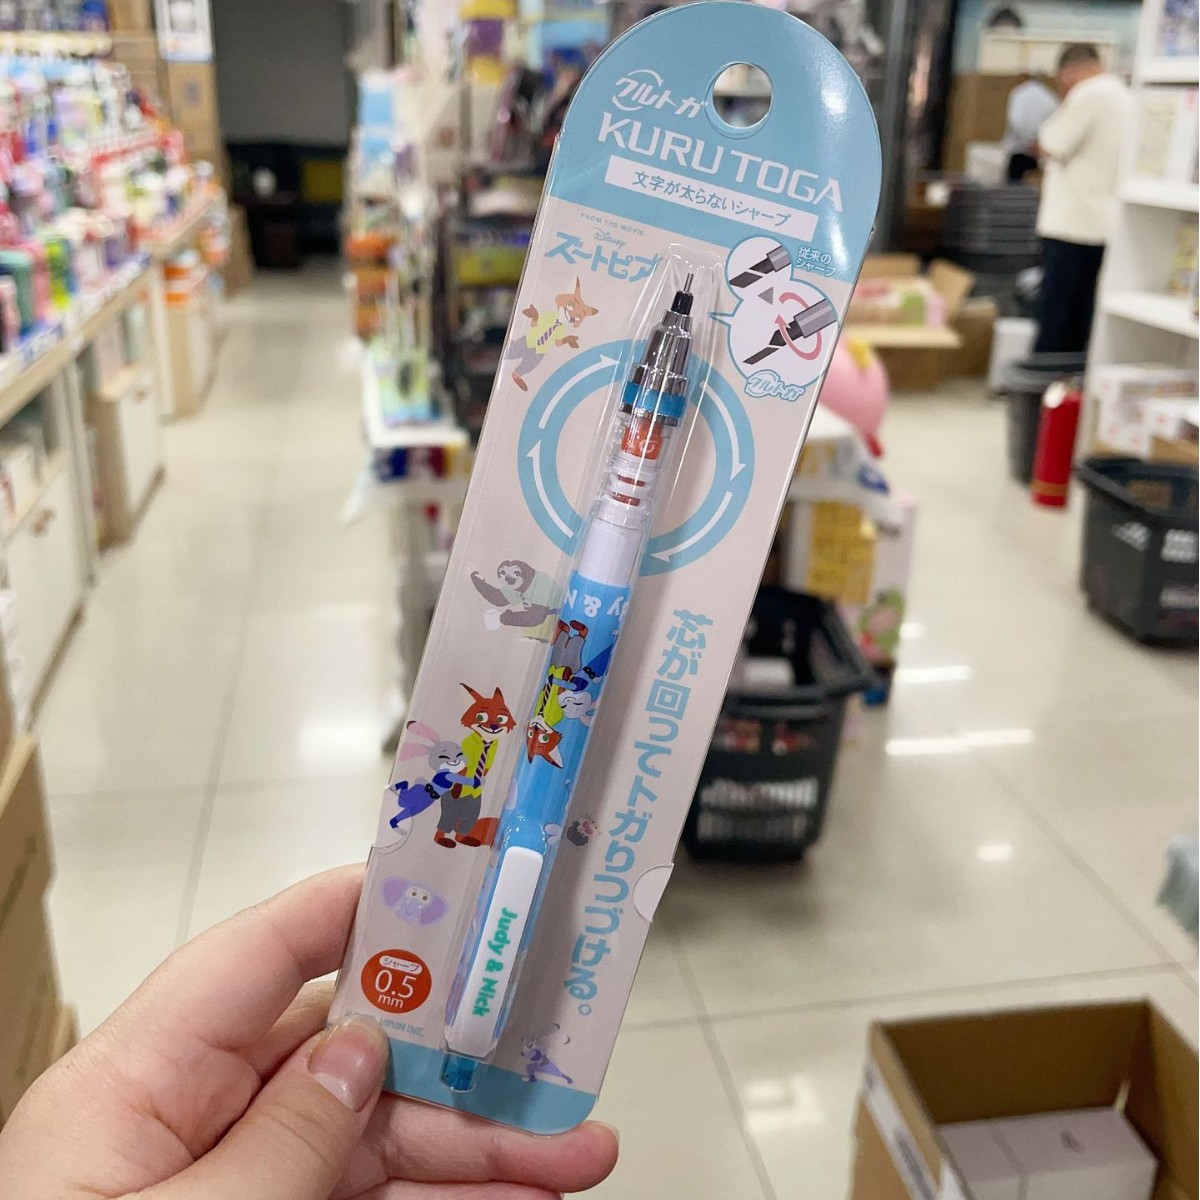 クルトガ
KURU TOGA
文字が太らないシャープ
FROM THE MOVIE
Disney
ズートピア
従来の
シャープ
クルトガ
芯が回ってトガりつづける。
Judy & Nick
シャープ
0.5
mm
JAPAN INC.